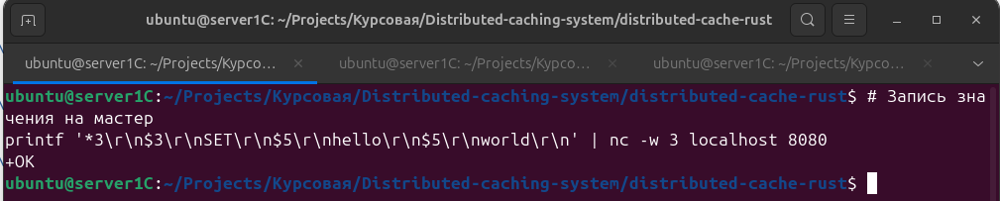 ubuntu@server1C: ~/Projects/Курсовая/Distributed-caching-system/distributed-cache-rust
ubuntu@server1C: ~/Projects/Курсо… × ubuntu@server1C: ~/Projects/Курсо… × ubuntu@server1C: ~/Projects/Курсо… ×
ubuntu@server1C:~/Projects/Курсовая/Distributed-caching-system/distributed-cache-rust$ # Запись зна
чения на мастер
printf '*3\r\n$3\r\nSET\r\n$5\r\nhello\r\n$5\r\nworld\r\n' | nc -w 3 localhost 8080
+OK
ubuntu@server1C:~/Projects/Курсовая/Distributed-caching-system/distributed-cache-rust$